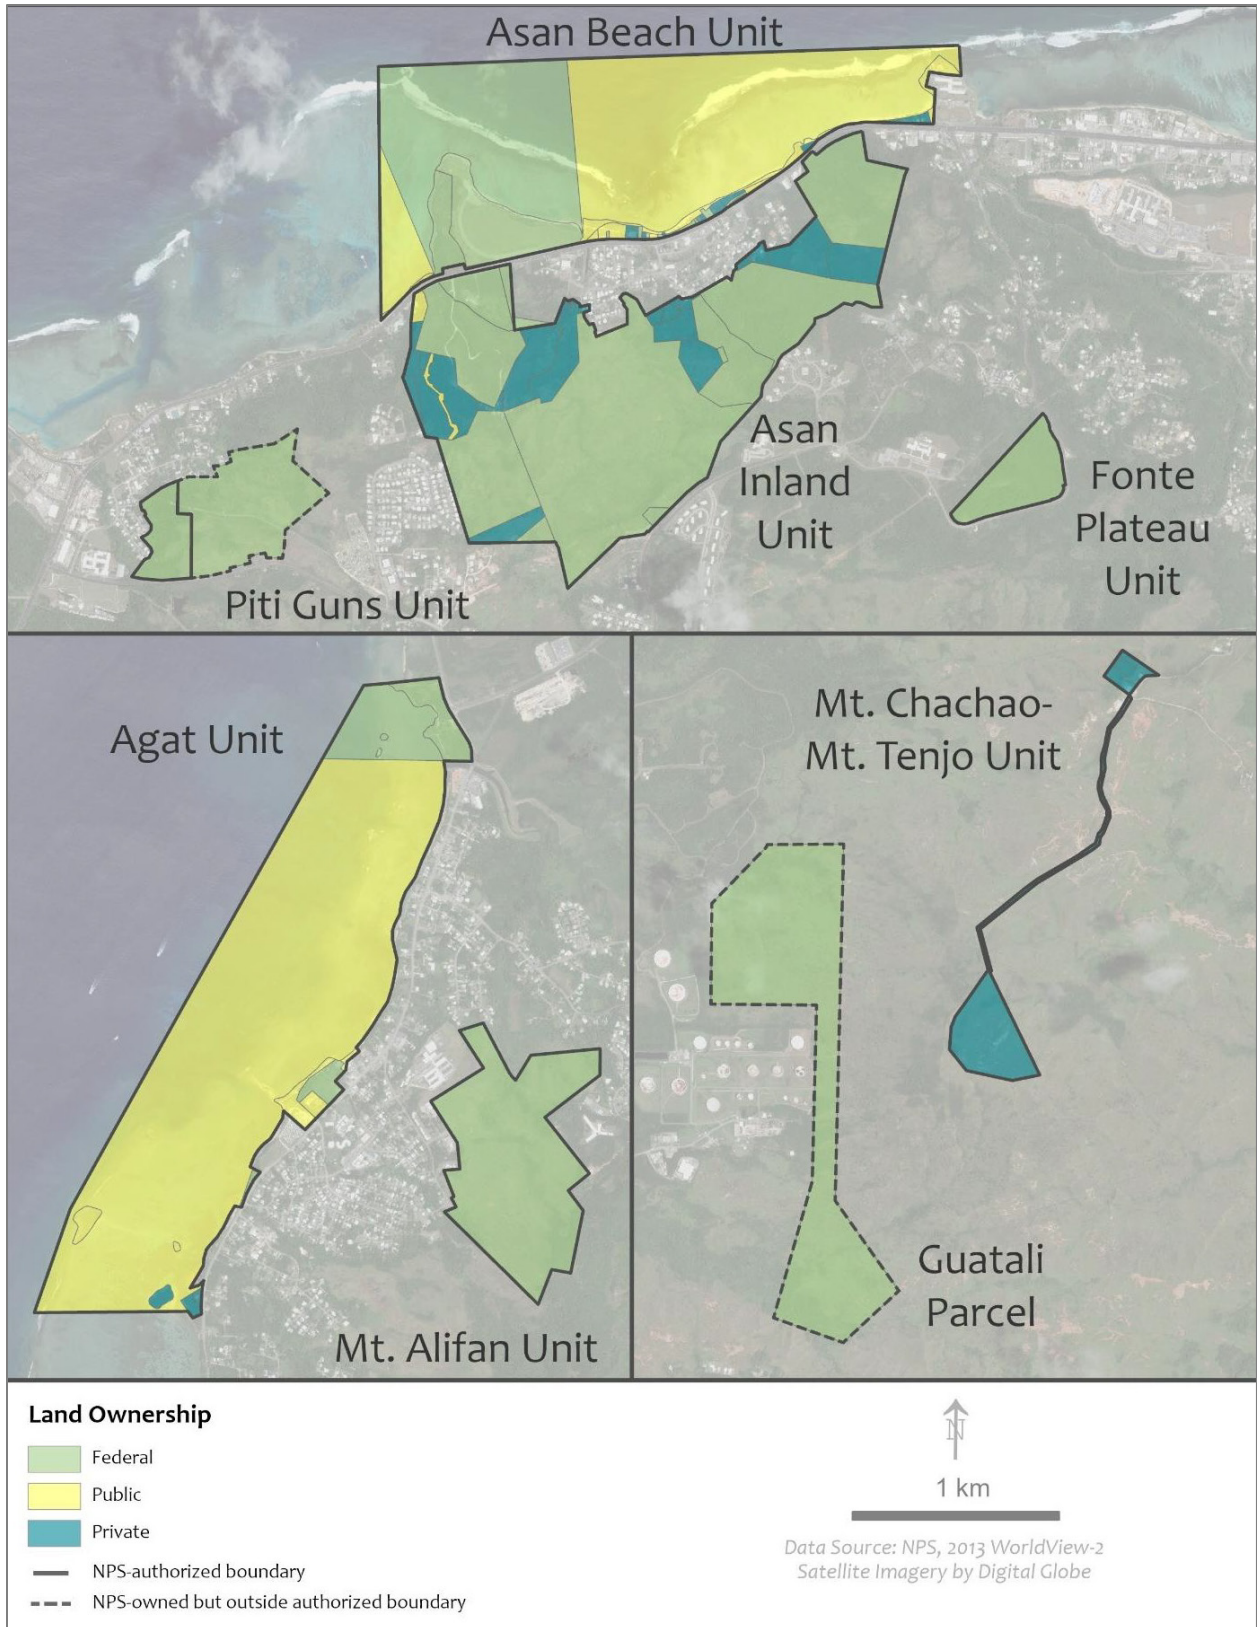 Asan Beach Unit
Asan
Inland
Unit
Fonte
Plateau
Unit
Piti Guns Unit
Agat Unit
Mt. Alifan Unit
Mt. Chachao-
Mt. Tenjo Unit
Guatali
Parcel
Land Ownership
Federal
Public
Private
NPS-authorized boundary
NPS-owned but outside authorized boundary
N
1 km
Data Source: NPS, 2013 WorldView-2
Satellite Imagery by Digital Globe